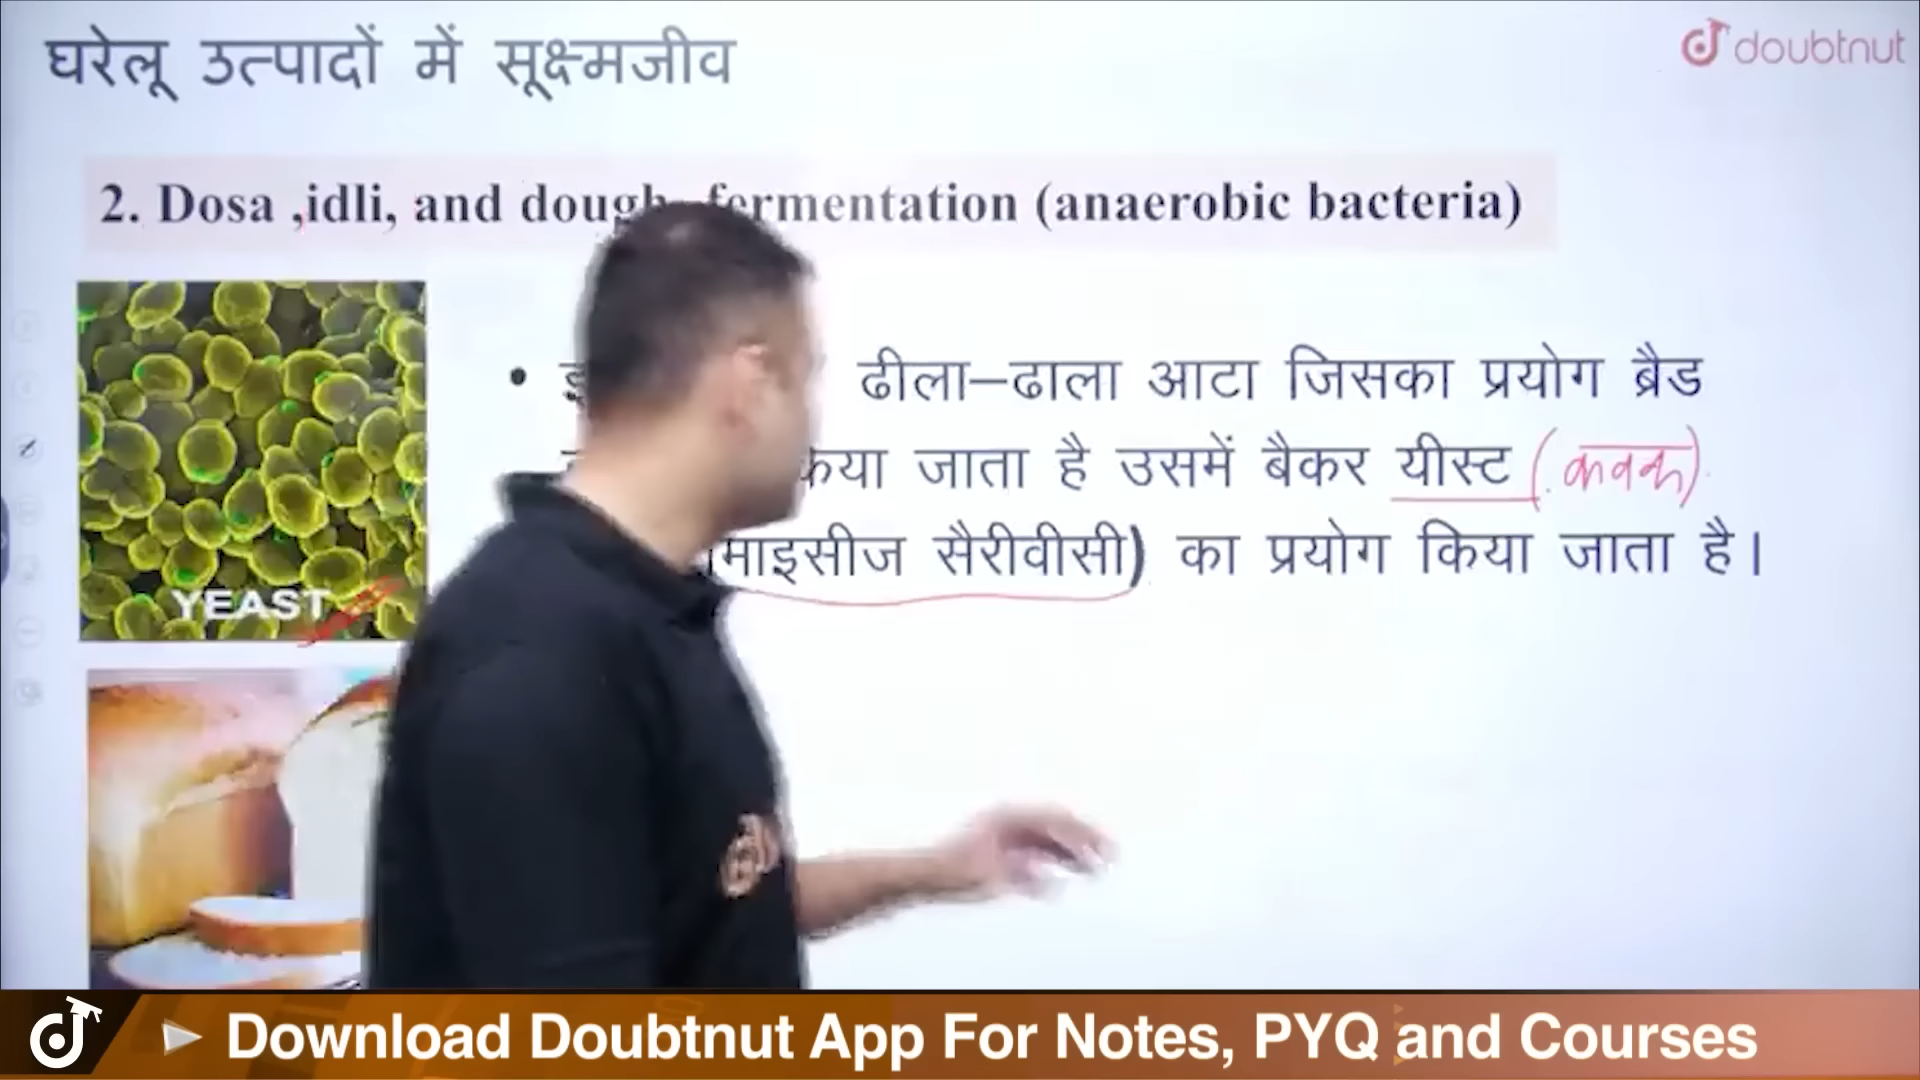 घरेलू उत्पादों में सूक्ष्मजीव
doubtnut
2. Dosa ,idli, and dough fermentation (anaerobic bacteria)
ढीला–ढाला आटा जिसका प्रयोग ब्रैड
किया जाता है उसमें बैकर यीस्ट (कवक)
सैरीवीसी) का प्रयोग किया जाता है।
YEAST
Download Doubtnut App For Notes, PYQ and Courses